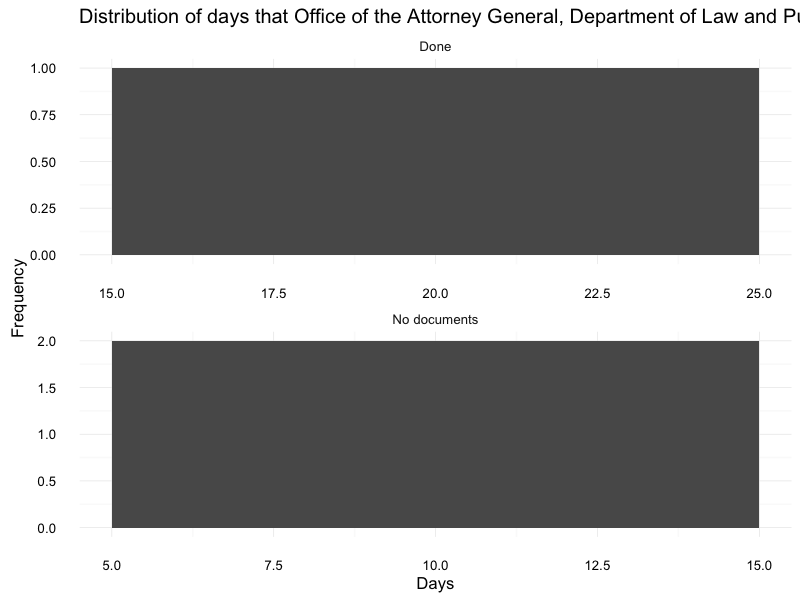 Distribution of days that Office of the Attorney General, Department of Law and
Done
1.00
0.75
0.50
0.25
0.00
15.0 17.5 20.0 22.5 25.0
Frequency
No documents
2.0
1.5
1.0
0.5
0.0
5.0 7.5 10.0 12.5 15.0
Days